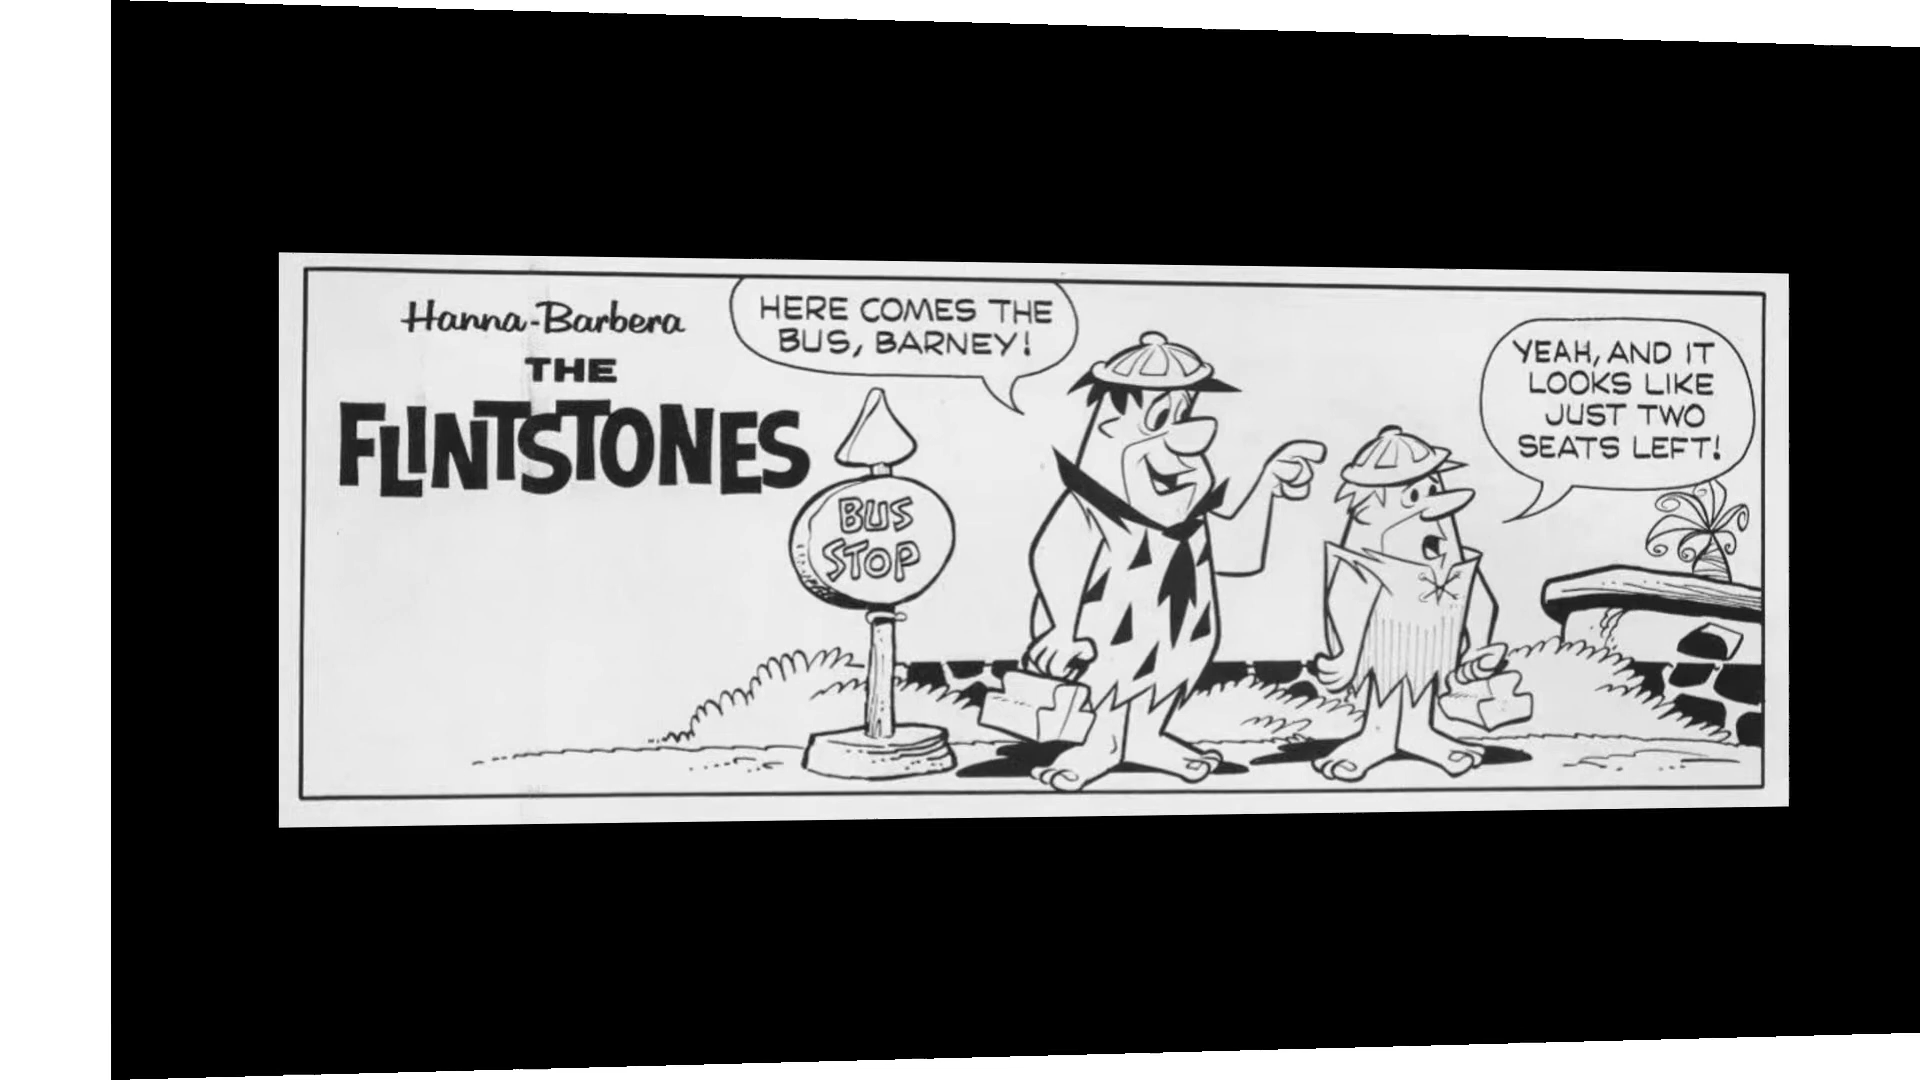 Hanna-Barbera
THE
FLINTSTONES
HERE COMES THE
BUS, BARNEY!
BUS
STOP
YEAH, AND IT
LOOKS LIKE
JUST TWO
SEATS LEFT!